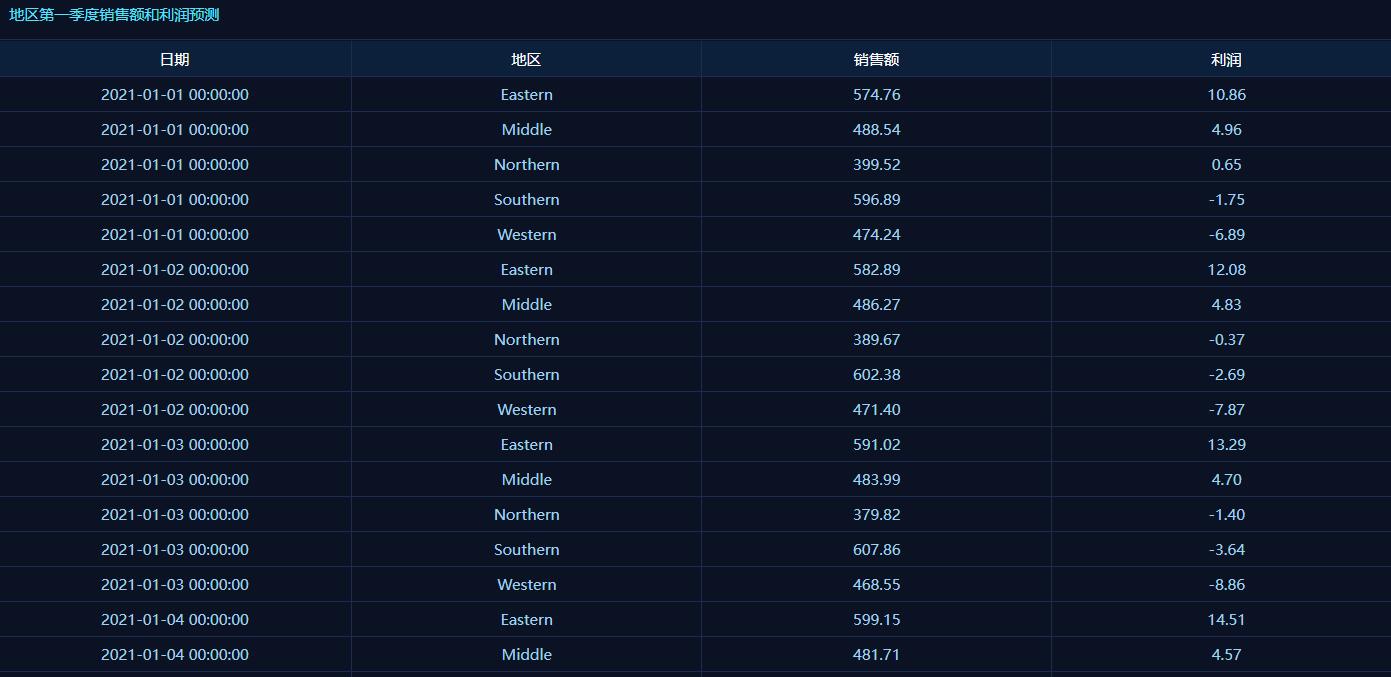 地区第一季度销售额和利润预测
日期 地区 销售额 利润
2021-01-01 00:00:00 Eastern 574.76 10.86
2021-01-01 00:00:00 Middle 488.54 4.96
2021-01-01 00:00:00 Northern 399.52 0.65
2021-01-01 00:00:00 Southern 596.89 -1.75
2021-01-01 00:00:00 Western 474.24 -6.89
2021-01-02 00:00:00 Eastern 582.89 12.08
2021-01-02 00:00:00 Middle 486.27 4.83
2021-01-02 00:00:00 Northern 389.67 -0.37
2021-01-02 00:00:00 Southern 602.38 -2.69
2021-01-02 00:00:00 Western 471.40 -7.87
2021-01-03 00:00:00 Eastern 591.02 13.29
2021-01-03 00:00:00 Middle 483.99 4.70
2021-01-03 00:00:00 Northern 379.82 -1.40
2021-01-03 00:00:00 Southern 607.86 -3.64
2021-01-03 00:00:00 Western 468.55 -8.86
2021-01-04 00:00:00 Eastern 599.15 14.51
2021-01-04 00:00:00 Middle 481.71 4.57